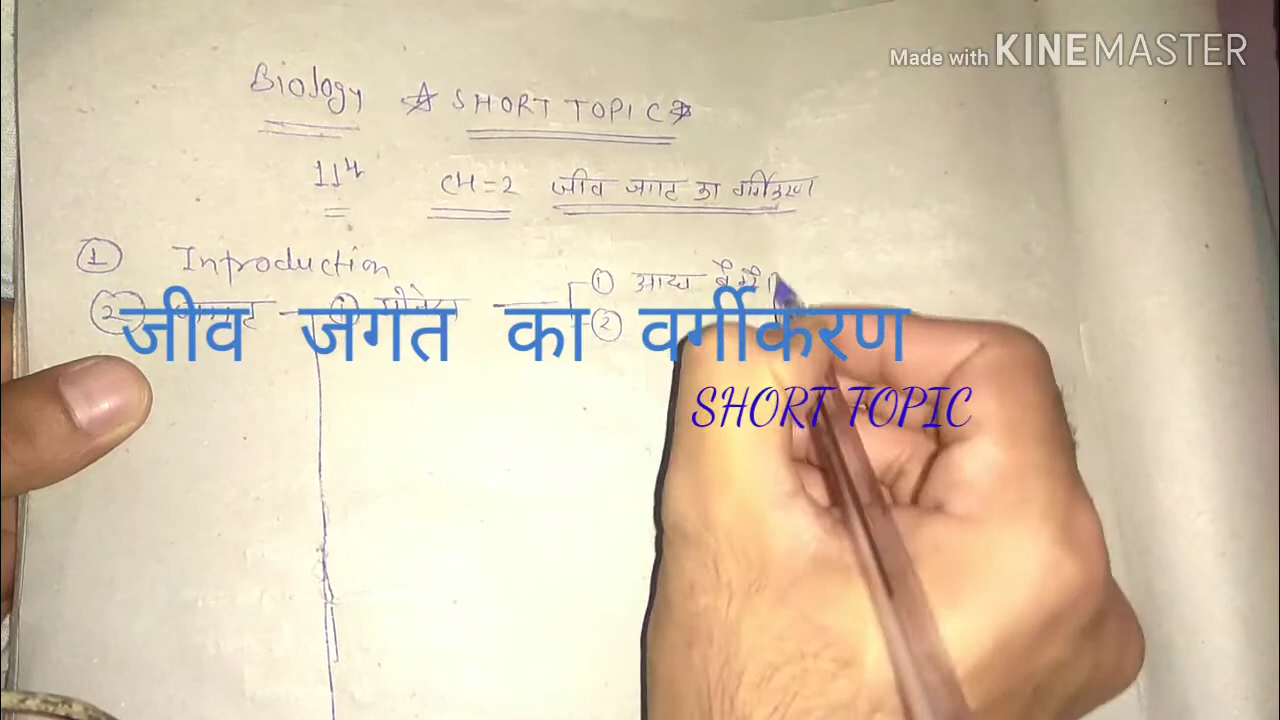 Made with KINEMASTER
Biology ☆ SHORT TOPIC ☆
11th CH=2 जीव जगत का वर्गीकरण
① Introduction
① आद्य
②
②
जीव जगत का वर्गीकरण
SHORT TOPIC